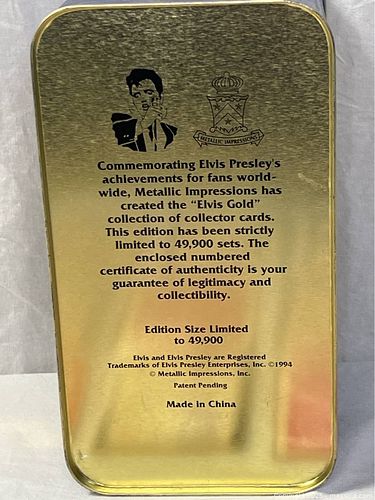 METALLIC IMPRESSIONS
Commemorating Elvis Presley's
achievements for fans world-
wide, Metallic Impressions has
created the "Elvis Gold"
collection of collector cards.
This edition has been strictly
limited to 49,900 sets. The
enclosed numbered
certificate of authenticity is your
guarantee of legitimacy and
collectibility.
Edition Size Limited
to 49,900
Elvis and Elvis Presley are Registered
Trademarks of Elvis Presley Enterprises, Inc. ©1994
© Metallic Impressions, Inc.
Patent Pending
Made in China